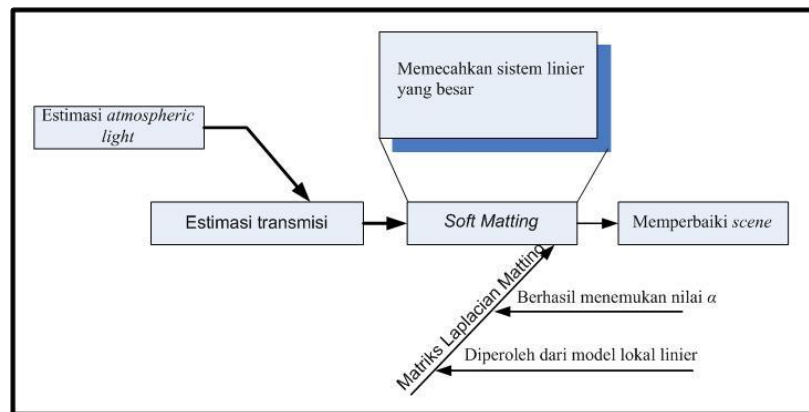 Memecahkan sistem linier
yang besar
Estimasi atmospheric
light
Estimasi transmisi
Soft Matting
Memperbaiki scene
Matriks Laplacian Matting
Berhasil menemukan nilai α
Diperoleh dari model lokal linier